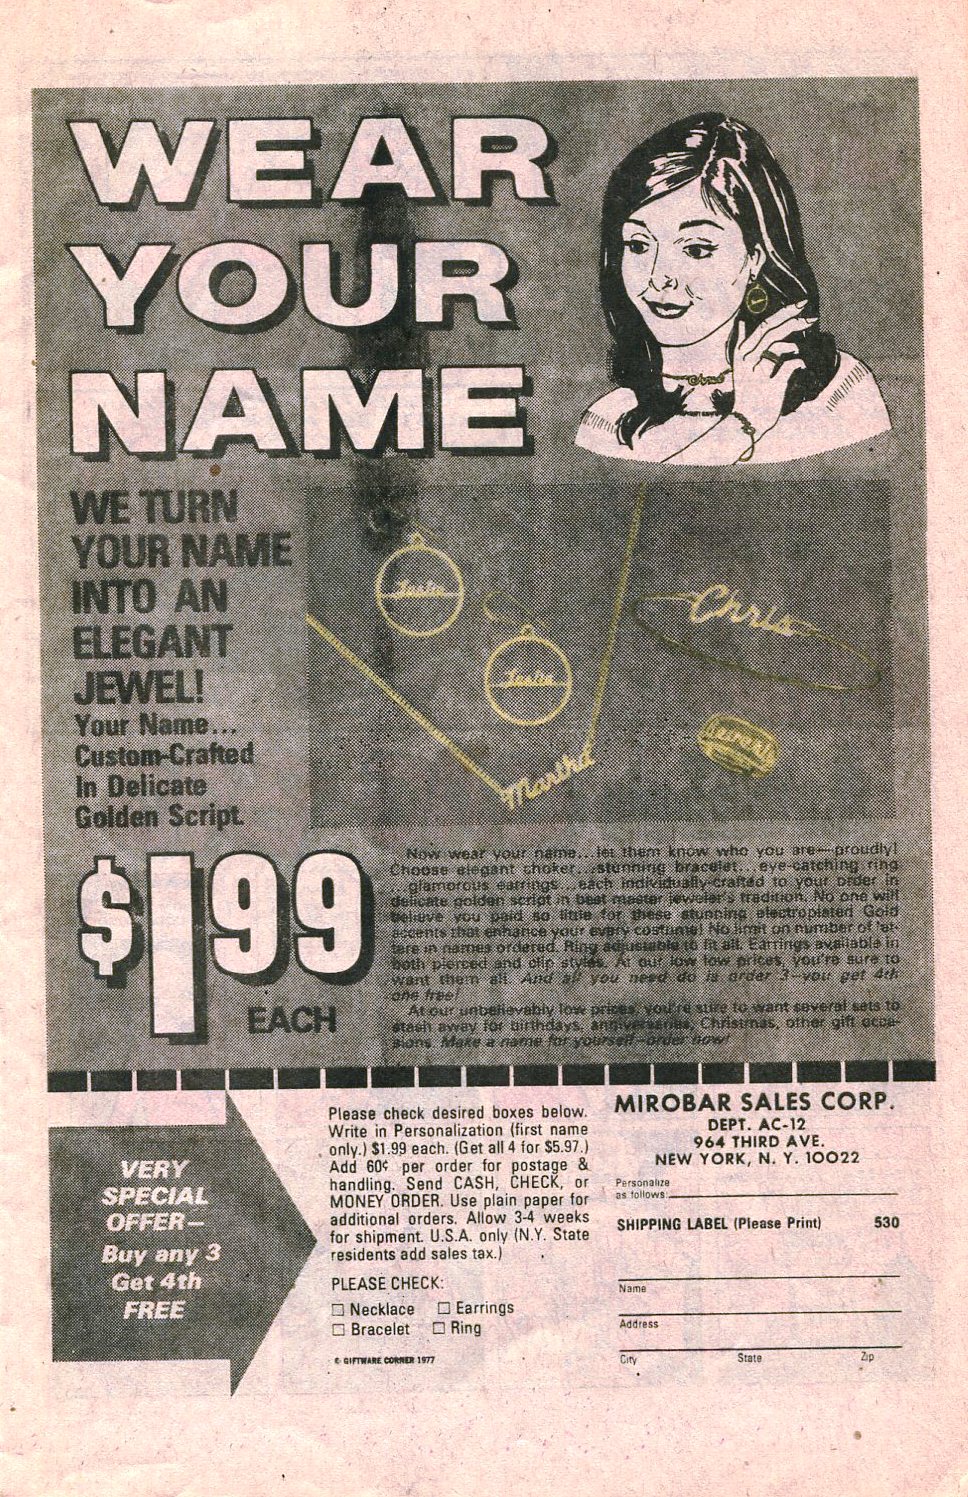 WEAR
YOUR
NAME
WE TURN
YOUR NAME
INTO AN
ELEGANT
JEWEL!
Your Name...
Custom-Crafted
In Delicate
Golden Script.
$1.99
EACH
Leslie
Leslie
Chris
Martha
Now wear your name...let them know who you are—proudly!
Choose elegant choker...stunning bracelet...eye-catching ring
...glamorous earrings...each individually-crafted to your order in
delicate golden script in best master jeweler's tradition. No one will
believe you paid so little for these stunning electroplated Gold
accents that enhance your every costume! No limit on number of let-
ters in names ordered. Ring adjustable to fit all. Earrings available in
both pierced and clip styles. At our low low prices, you're sure to
want them all. And all you need do is order 3—you get 4th
one free!
At our unbelievably low prices, you're sure to want several sets to
stash away for birthdays, anniversaries, Christmas, other gift occa-
sions. Make a name for yourself—order now!
VERY
SPECIAL
OFFER—
Buy any 3
Get 4th
FREE
Please check desired boxes below.
Write in Personalization (first name
only.) $1.99 each. (Get all 4 for $5.97.)
Add 60¢ per order for postage &
handling. Send CASH, CHECK, or
MONEY ORDER. Use plain paper for
additional orders. Allow 3-4 weeks
for shipment. U.S.A. only (N.Y. State
residents add sales tax.)
PLEASE CHECK:
☐ Necklace ☐ Earrings
☐ Bracelet ☐ Ring
© GIFTWARE CORNER 1977
MIROBAR SALES CORP.
DEPT. AC-12
964 THIRD AVE.
NEW YORK, N. Y. 10022
Personalize
as follows:
SHIPPING LABEL (Please Print) 530
Name
Address
City State Zip